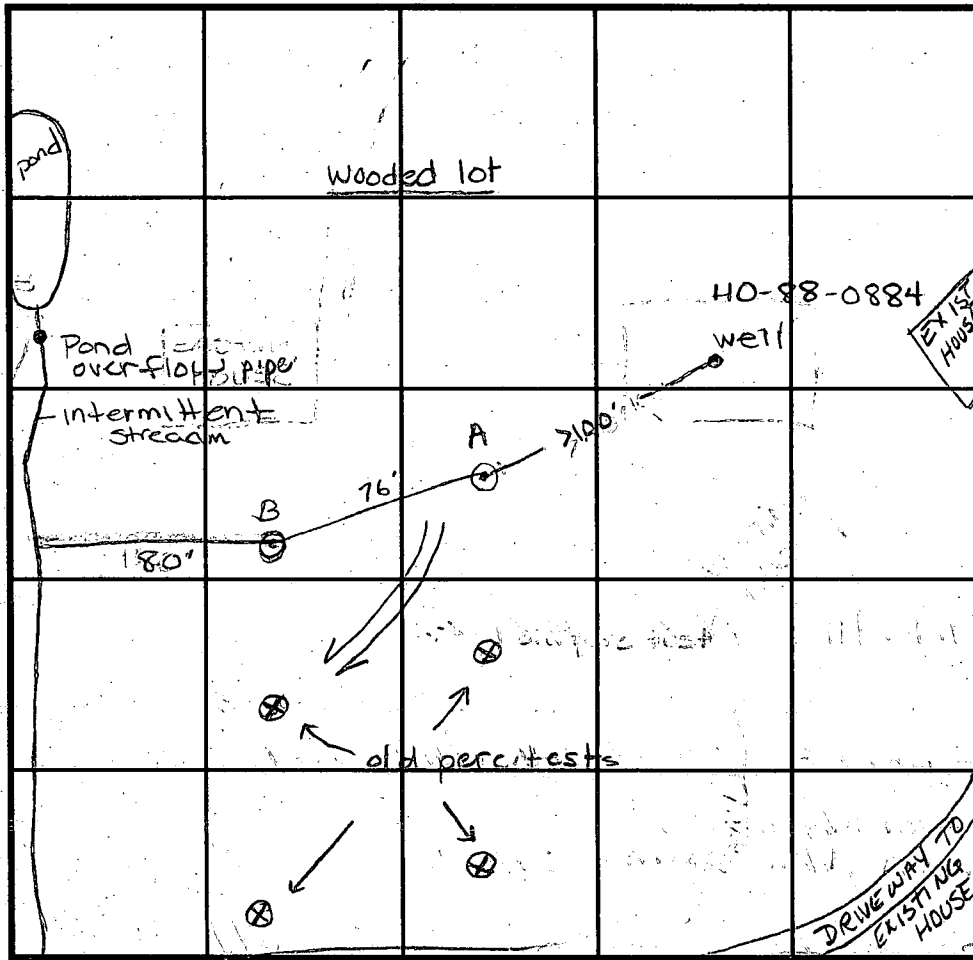 pond
wooded lot
HO-88-0884
well
EXIST
HOUSE
Pond
overflow pipe
intermittent
stream
A
>100'
76'
B
180'
old perc tests
DRIVEWAY TO
EXISTING
HOUSE